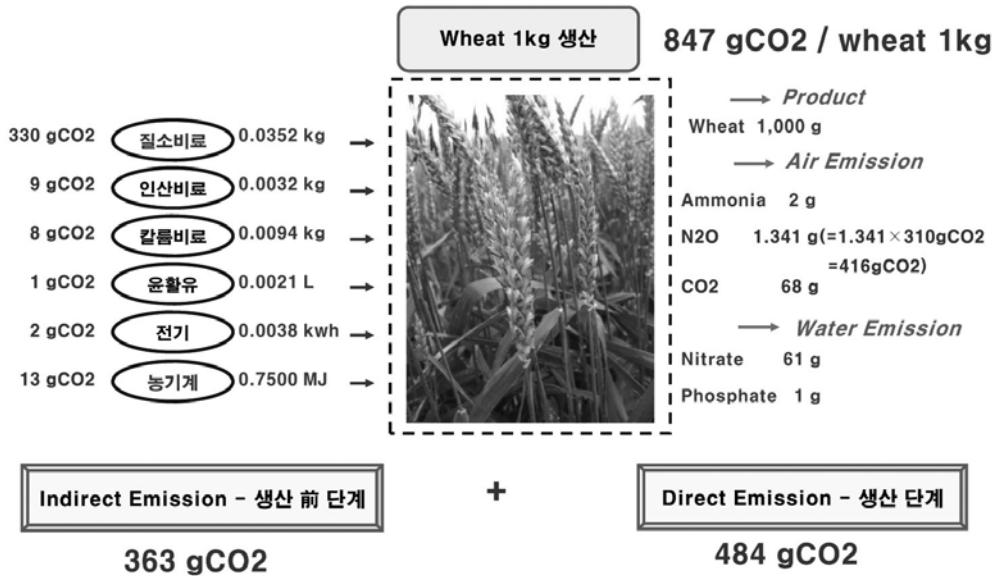 Wheat 1kg 생산
847 gCO2 / wheat 1kg
330 gCO2 질소비료 0.0352 kg
9 gCO2 인산비료 0.0032 kg
8 gCO2 칼륨비료 0.0094 kg
1 gCO2 윤활유 0.0021 L
2 gCO2 전기 0.0038 kwh
13 gCO2 농기계 0.7500 MJ
Product
Wheat 1,000 g
Air Emission
Ammonia 2 g
N2O 1.341 g(=1.341×310gCO2
=416gCO2)
CO2 68 g
Water Emission
Nitrate 61 g
Phosphate 1 g
Indirect Emission - 생산 前 단계
+
Direct Emission - 생산 단계
363 gCO2
484 gCO2